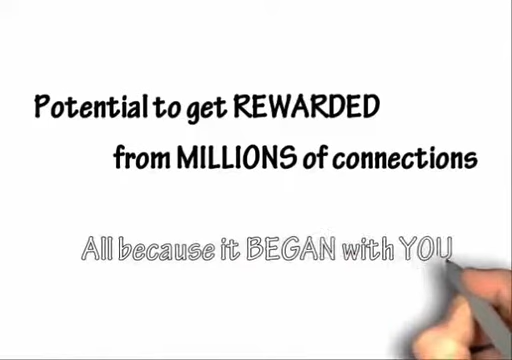 Potential to get REWARDED
from MILLIONS of connections
All because it BEGAN with YOU